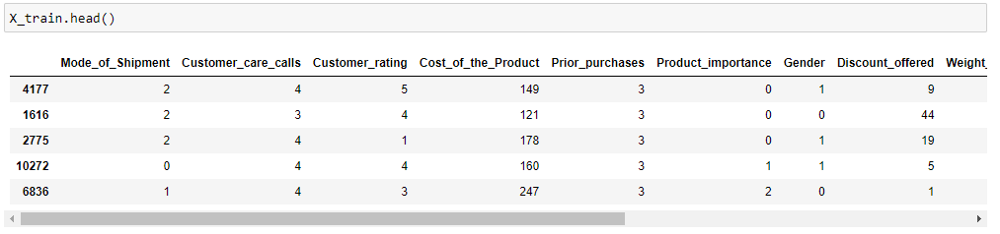 X_train.head()
Mode_of_Shipment Customer_care_calls Customer_rating Cost_of_the_Product Prior_purchases Product_importance Gender Discount_offered Weight_
4177 2 4 5 149 3 0 1 9
1616 2 3 4 121 3 0 0 44
2775 2 4 1 178 3 0 1 19
10272 0 4 4 160 3 1 1 5
6836 1 4 3 247 3 2 0 1